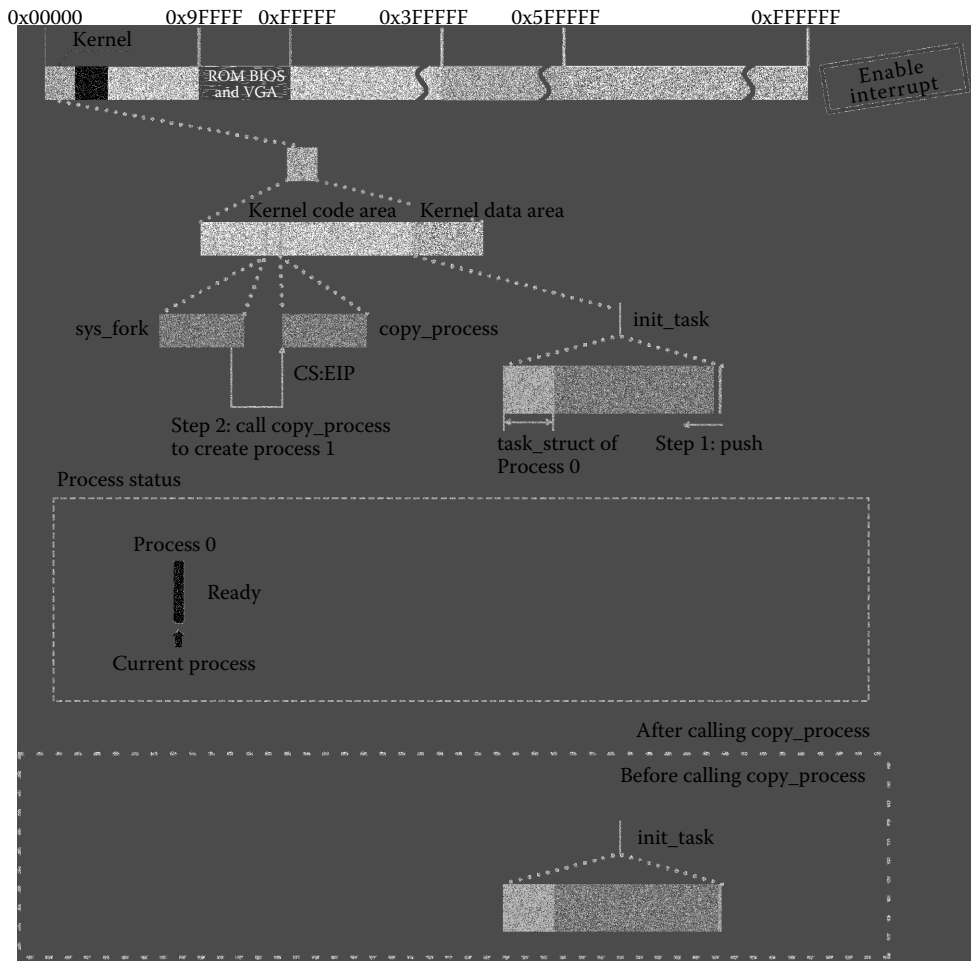 0x00000 0x9FFFF 0xFFFFF 0x3FFFFF 0x5FFFFF 0xFFFFFF
Kernel
ROM BIOS
and VGA
Enable
interrupt
Kernel code area Kernel data area
sys_fork
copy_process
init_task
CS:EIP
Step 2: call copy_process
to create process 1
task_struct of
Process 0
Step 1: push
Process status
Process 0
Ready
Current process
After calling copy_process
Before calling copy_process
init_task